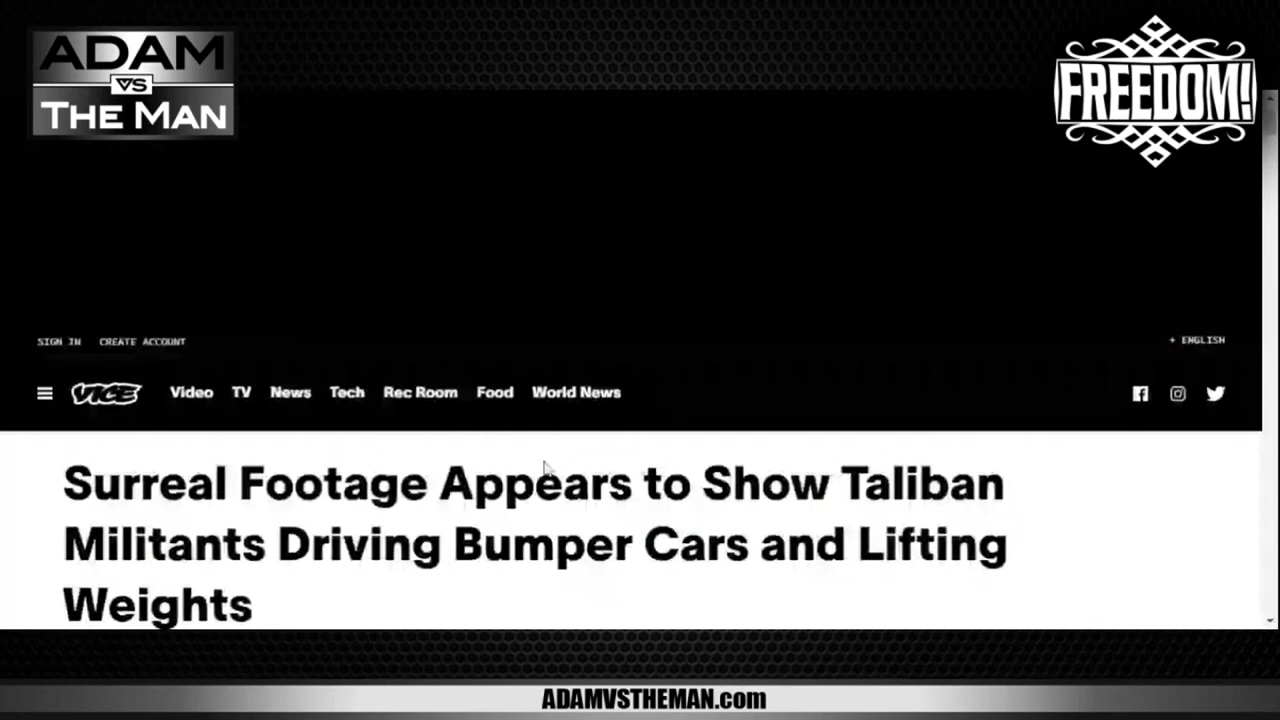 ADAM
VS
THE MAN
FREEDOM!
SIGN IN CREATE ACCOUNT
+ ENGLISH
VICE Video TV News Tech Rec Room Food World News
Surreal Footage Appears to Show Taliban
Militants Driving Bumper Cars and Lifting
Weights
ADAMVSTHEMAN.com